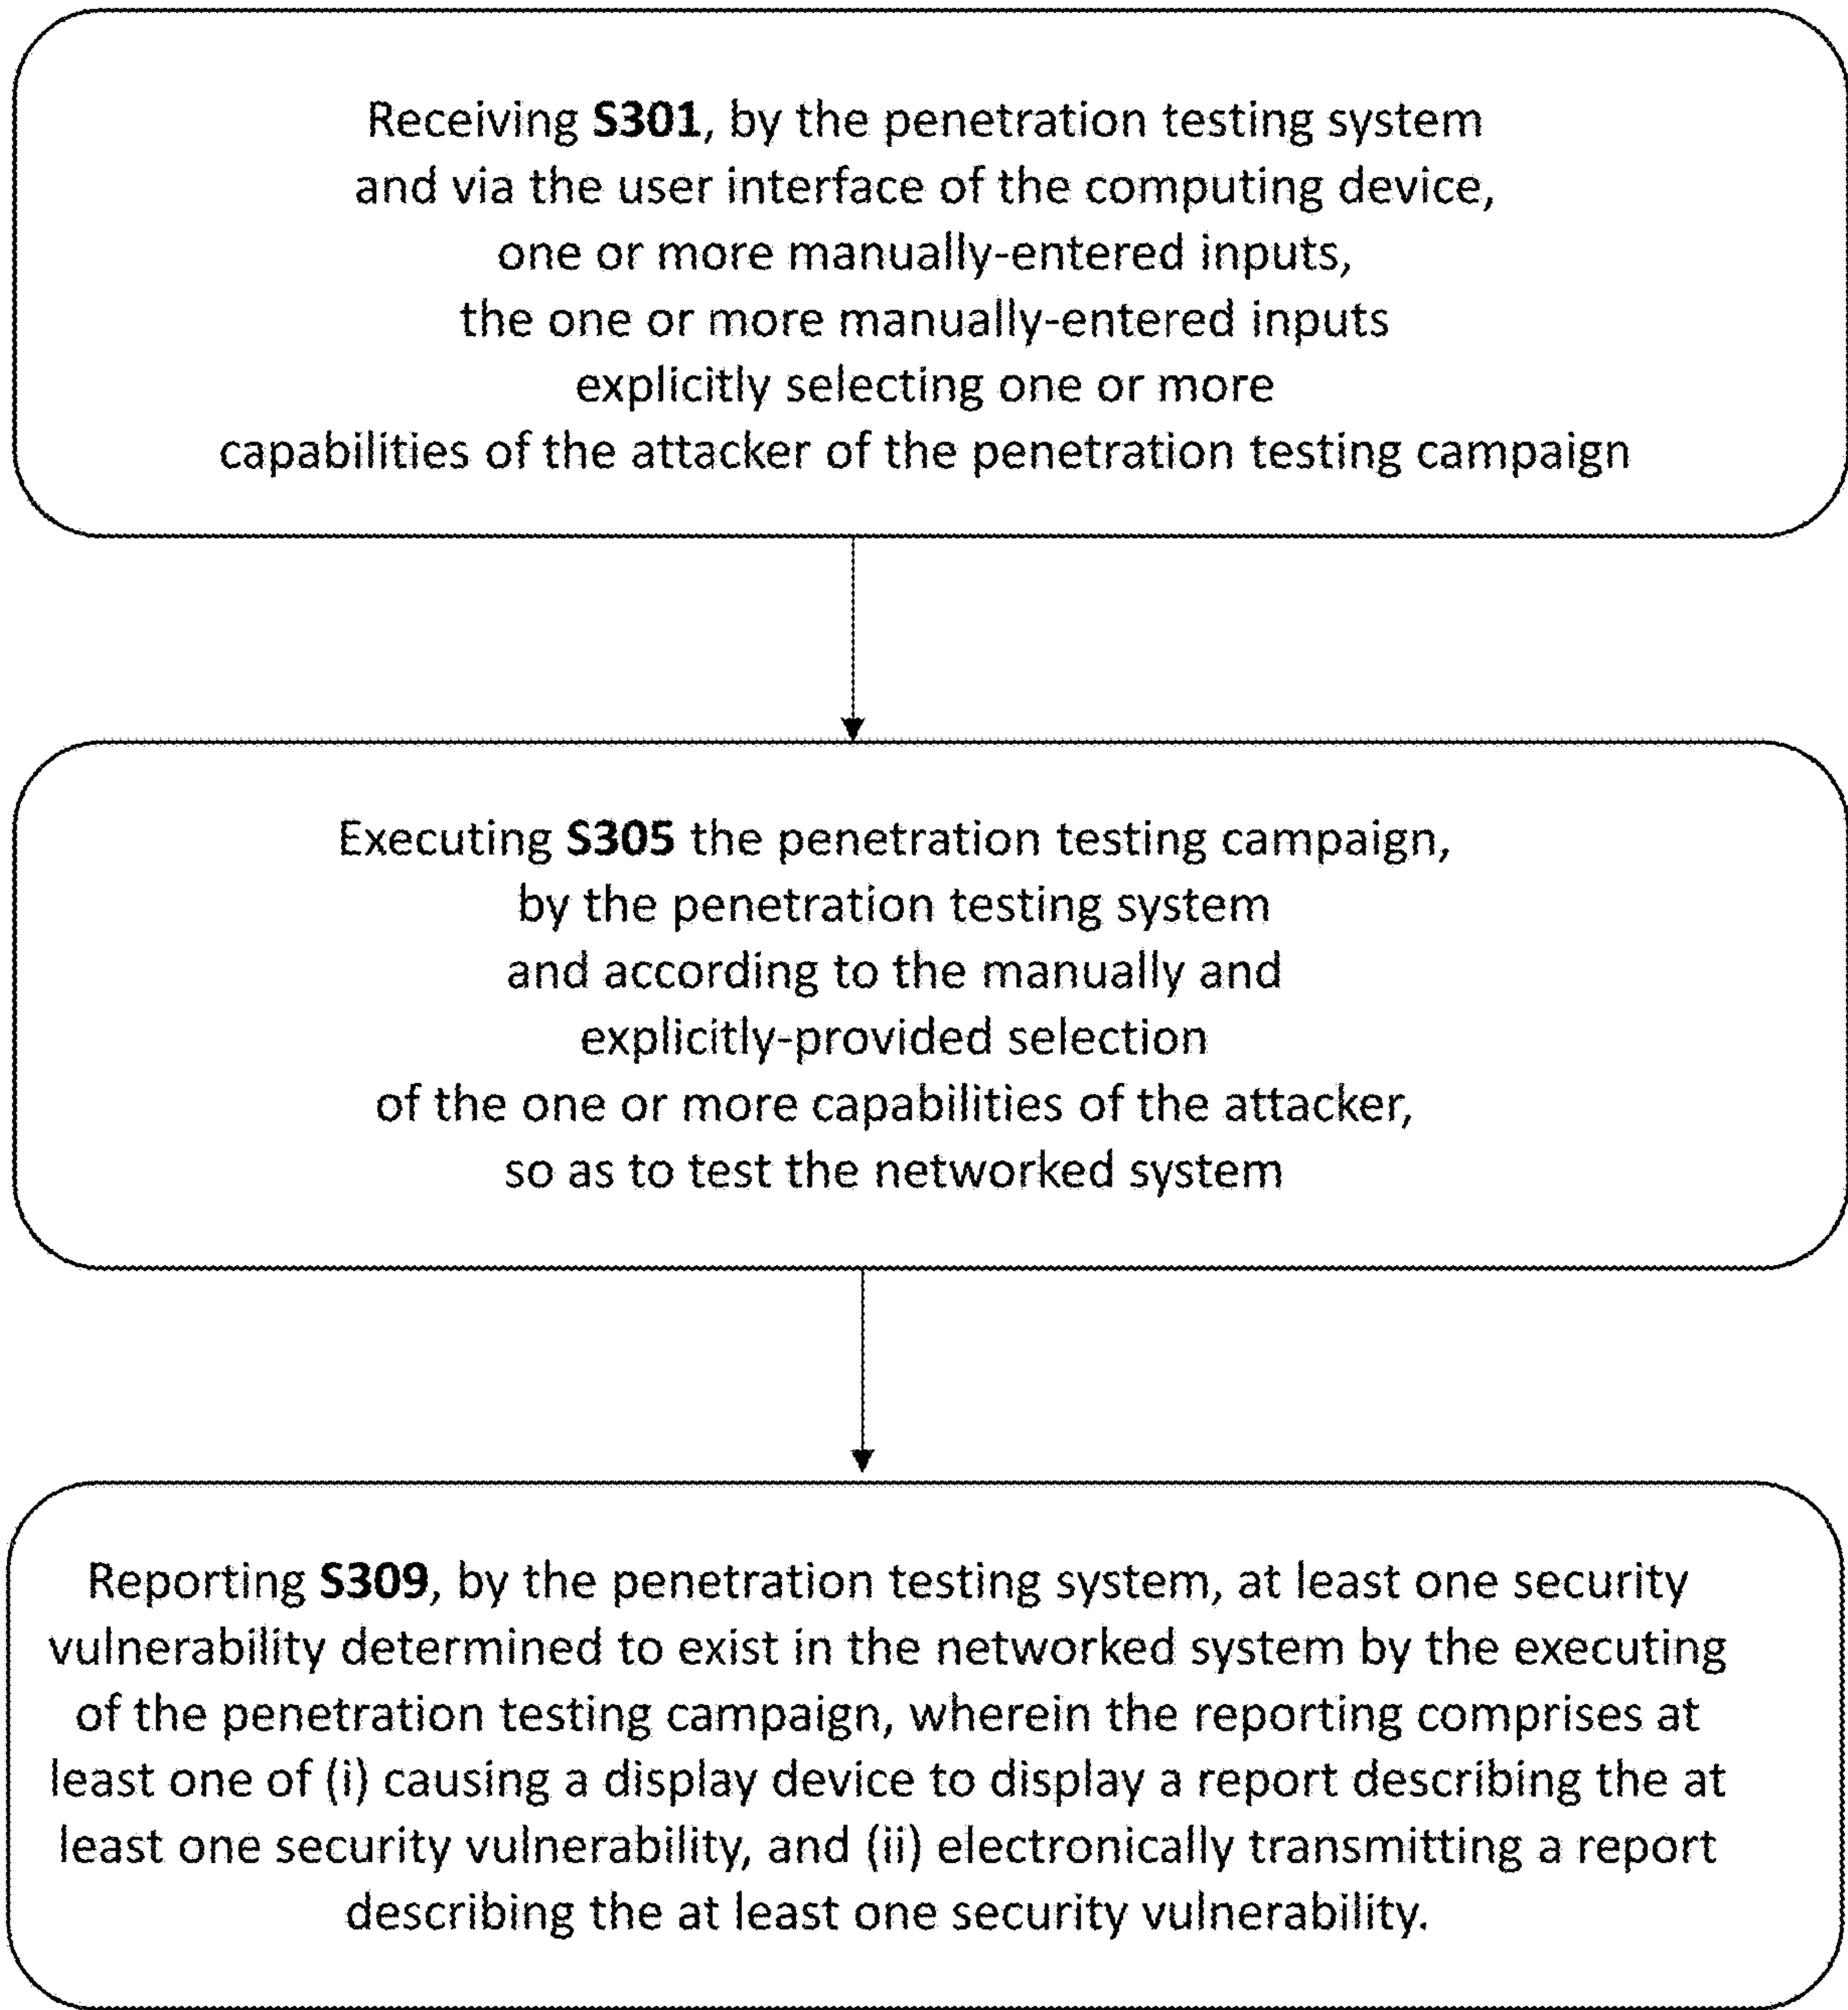 Receiving S301, by the penetration testing system
and via the user interface of the computing device,
one or more manually-entered inputs,
the one or more manually-entered inputs
explicitly selecting one or more
capabilities of the attacker of the penetration testing campaign
Executing S305 the penetration testing campaign,
by the penetration testing system
and according to the manually and
explicitly-provided selection
of the one or more capabilities of the attacker,
so as to test the networked system
Reporting S309, by the penetration testing system, at least one security
vulnerability determined to exist in the networked system by the executing
of the penetration testing campaign, wherein the reporting comprises at
least one of (i) causing a display device to display a report describing the at
least one security vulnerability, and (ii) electronically transmitting a report
describing the at least one security vulnerability.